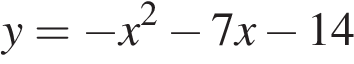 y = −x² − 7x − 14